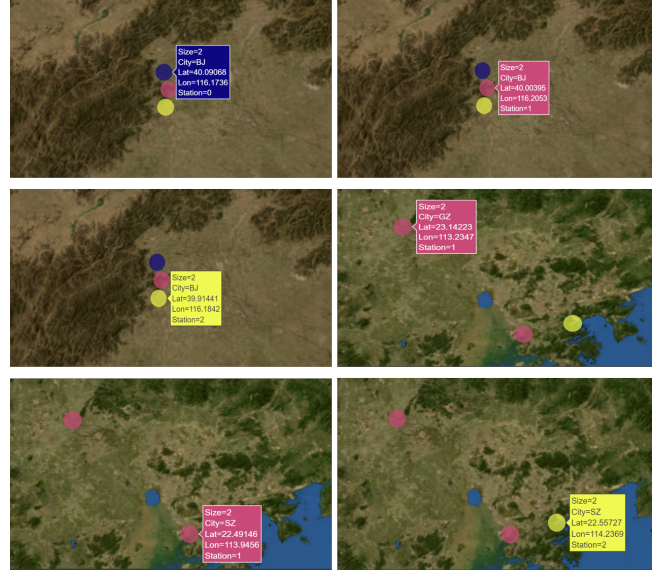 Size=2
City=BJ
Lat=40.09068
Lon=116.1736
Station=0
Size=2
City=BJ
Lat=40.00395
Lon=116.2053
Station=1
Size=2
City=BJ
Lat=39.91441
Lon=116.1842
Station=2
Size=2
City=GZ
Lat=23.14223
Lon=113.2347
Station=1
Size=2
City=SZ
Lat=22.49146
Lon=113.9456
Station=1
Size=2
City=SZ
Lat=22.55727
Lon=114.2369
Station=2